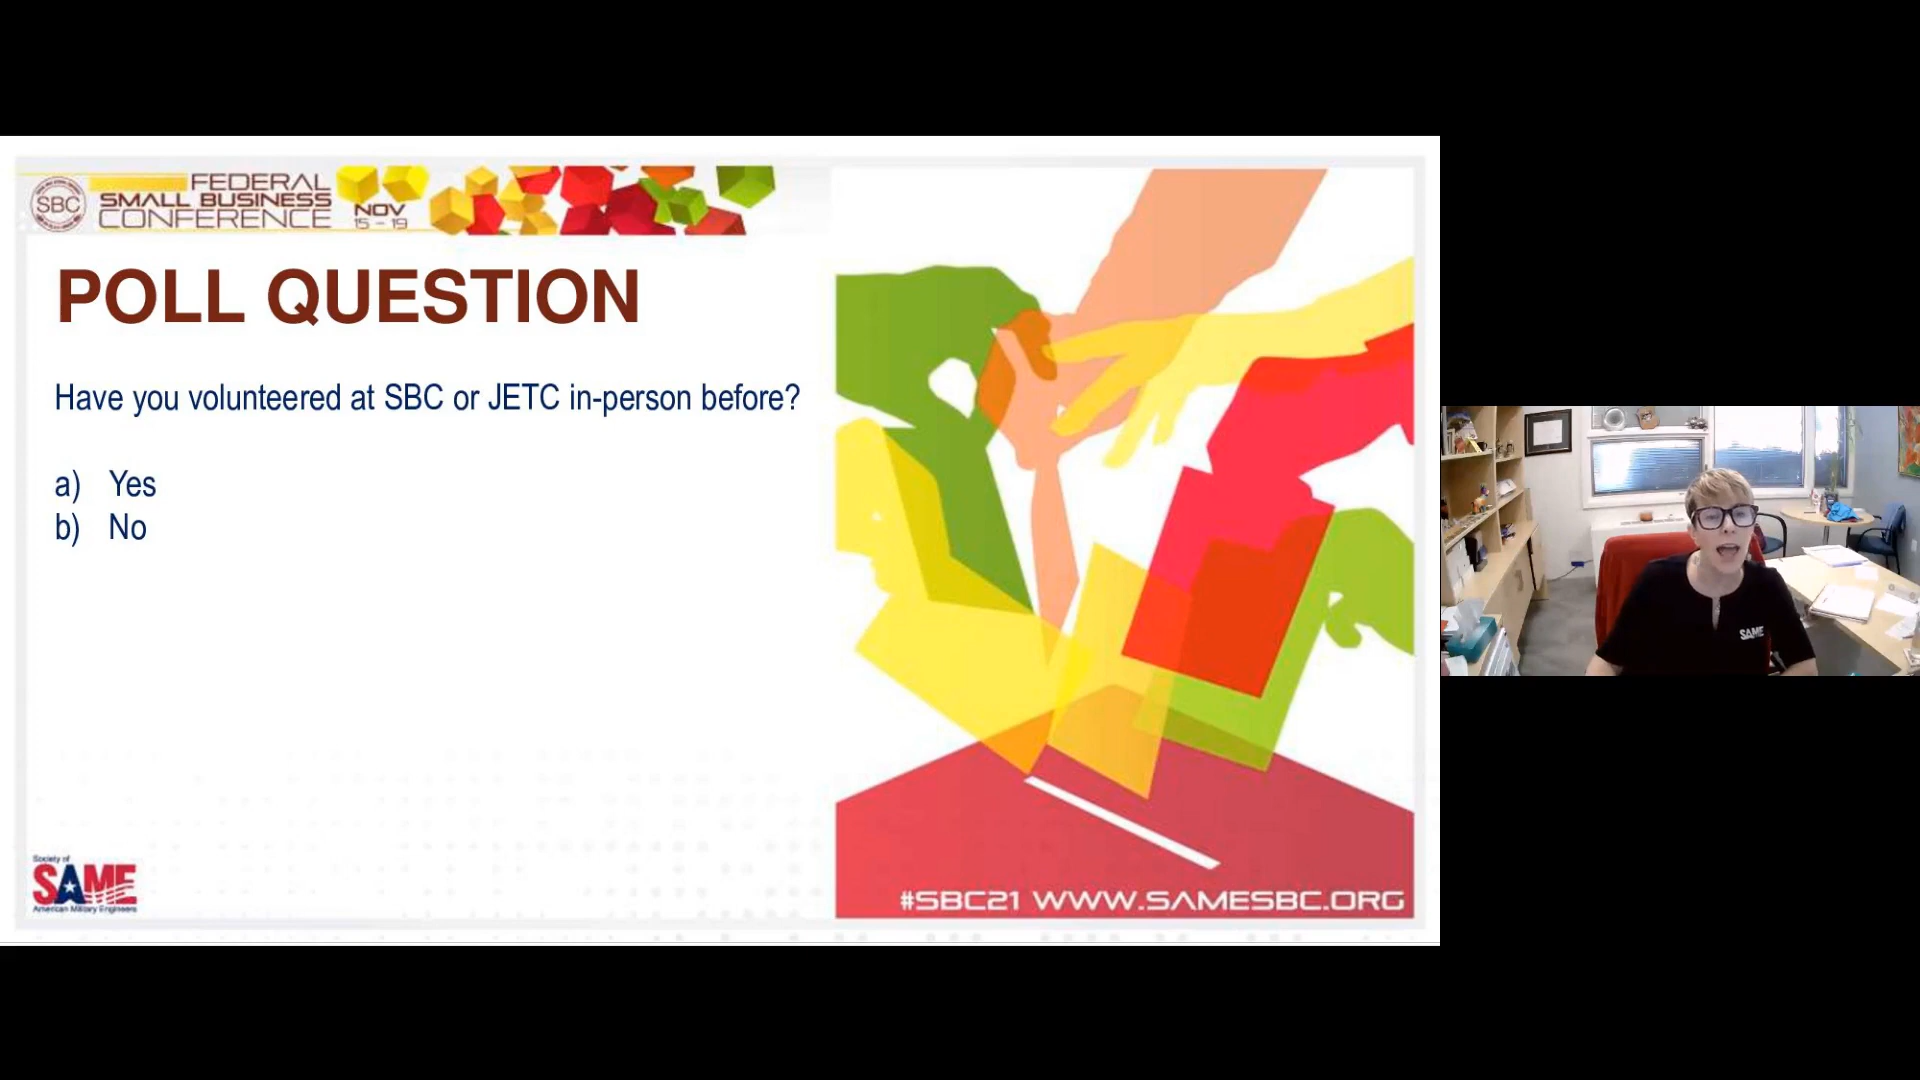 SBC
FEDERAL
SMALL BUSINESS
CONFERENCE
NOV
15 - 19
POLL QUESTION
Have you volunteered at SBC or JETC in-person before?
a) Yes
b) No
Society of
SAME
American Military Engineers
#SBC21 WWW.SAMESBC.ORG
SAME